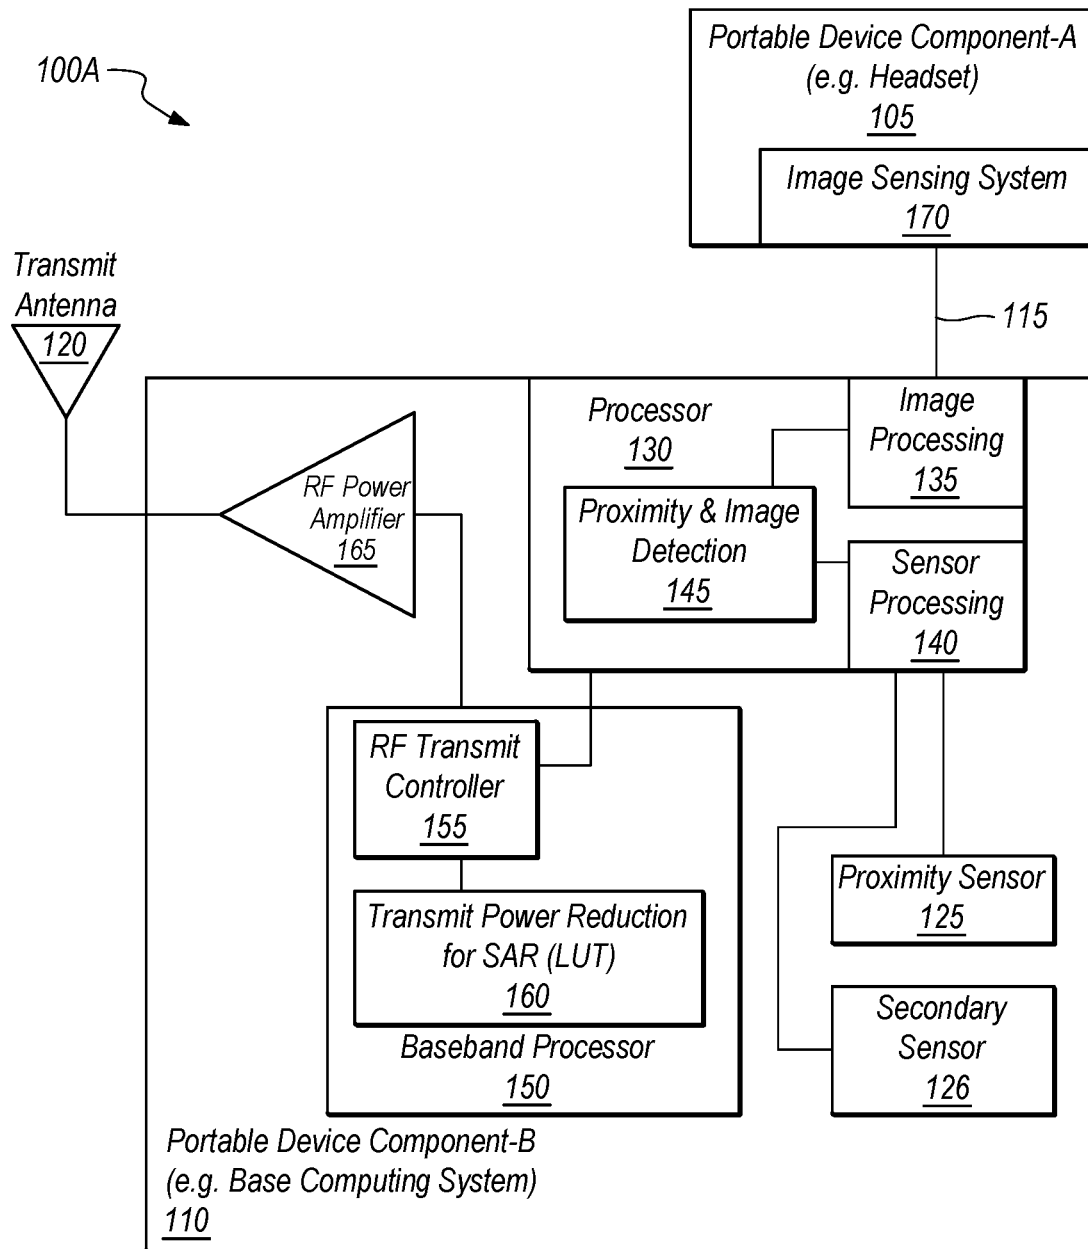 100A
Portable Device Component-A
(e.g. Headset)
105
Image Sensing System
170
115
Transmit
Antenna
120
RF Power
Amplifier
165
Processor
130
Image
Processing
135
Proximity & Image
Detection
145
Sensor
Processing
140
RF Transmit
Controller
155
Transmit Power Reduction
for SAR (LUT)
160
Baseband Processor
150
Proximity Sensor
125
Secondary
Sensor
126
Portable Device Component-B
(e.g. Base Computing System)
110